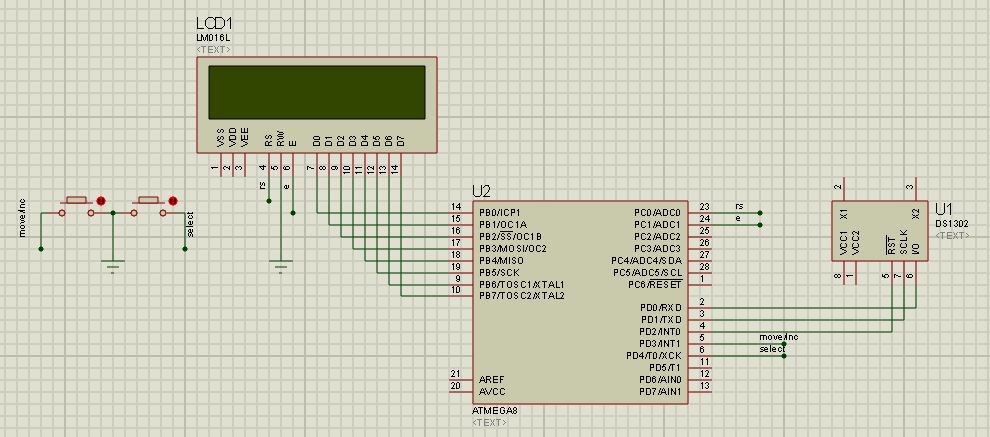 LCD1
LM016L
<TEXT>
VSS
VDD
VEE
RS
RW
E
D0
D1
D2
D3
D4
D5
D6
D7
1
2
3
4
5
6
7
8
9
10
11
12
13
14
rs
e
move/inc
select
U2
14 PB0/ICP1
15 PB1/OC1A
16 PB2/SS/OC1B
17 PB3/MOSI/OC2
18 PB4/MISO
19 PB5/SCK
9 PB6/TOSC1/XTAL1
10 PB7/TOSC2/XTAL2
21 AREF
20 AVCC
PC0/ADC0 23
PC1/ADC1 24
PC2/ADC2 25
PC3/ADC3 26
PC4/ADC4/SDA 27
PC5/ADC5/SCL 28
PC6/RESET 1
PD0/RXD 2
PD1/TXD 3
PD2/INT0 4
PD3/INT1 5
PD4/T0/XCK 6
PD5/T1 11
PD6/AIN0 12
PD7/AIN1 13
ATMEGA8
<TEXT>
rs
e
move/inc
select
2
3
X1
X2
U1
DS1302
<TEXT>
VCC1
VCC2
RST
SCLK
I/O
8
1
5
7
6